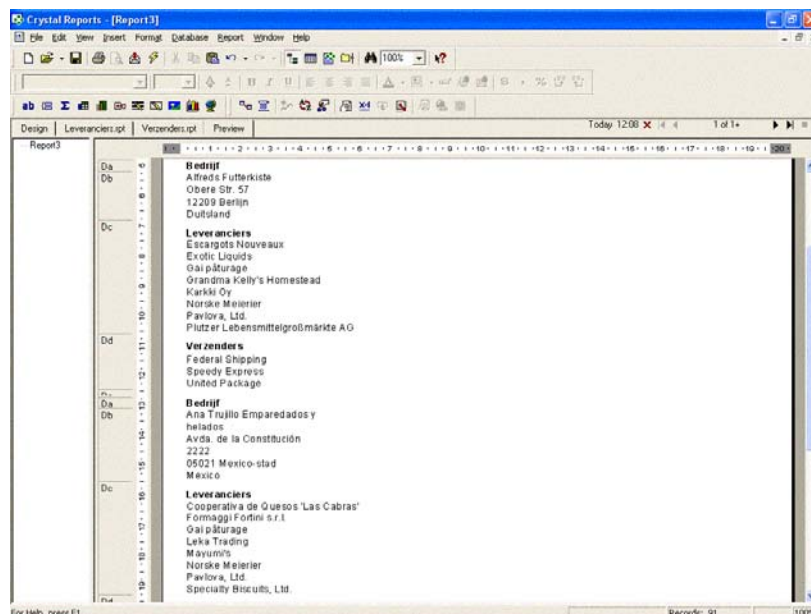 Crystal Reports - [Report3]
File Edit View Insert Format Database Report Window Help
100%
Design Leveranciers.rpt Verzenders.rpt Preview Today 12:08 1 of 1+
Report3
Da Bedrijf
Db Alfreds Futterkiste
Obere Str. 57
12209 Berlijn
Duitsland
Dc Leveranciers
Escargots Nouveaux
Exotic Liquids
Gai pâturage
Grandma Kelly's Homestead
Karkki Oy
Norske Meierier
Pavlova, Ltd.
Plutzer Lebensmittelgroßmärkte AG
Dd Verzenders
Federal Shipping
Speedy Express
United Package
Da Bedrijf
Db Ana Trujillo Emparedados y
helados
Avda. de la Constitución
2222
05021 Mexico-stad
Mexico
Dc Leveranciers
Cooperativa de Quesos 'Las Cabras'
Formaggi Fortini s.r.l.
Gai pâturage
Leka Trading
Mayumi's
Norske Meierier
Pavlova, Ltd.
Specialty Biscuits, Ltd.
Dd
For Help, press F1 Records: 91 100%